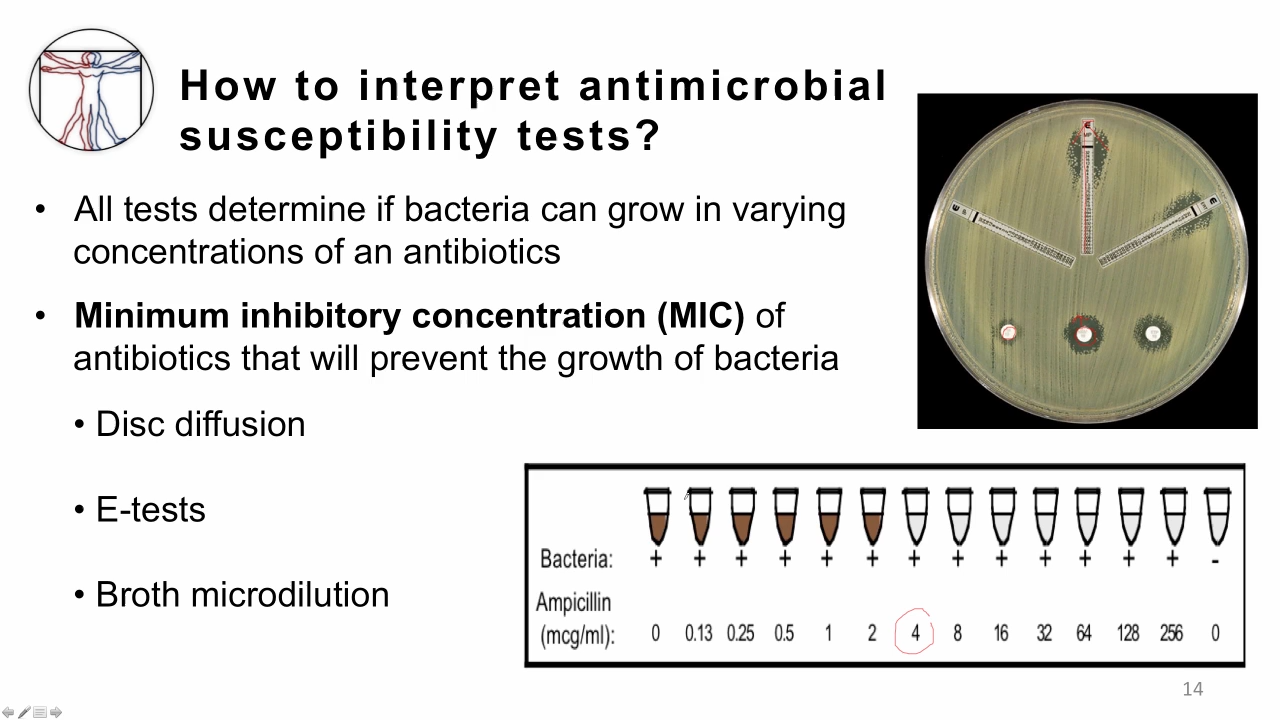 How to interpret antimicrobial
susceptibility tests?
• All tests determine if bacteria can grow in varying
concentrations of an antibiotics
• Minimum inhibitory concentration (MIC) of
antibiotics that will prevent the growth of bacteria
• Disc diffusion
• E-tests
• Broth microdilution
Bacteria: + + + + + + + + + + + + + -
Ampicillin
(mcg/ml): 0 0.13 0.25 0.5 1 2 4 8 16 32 64 128 256 0
14